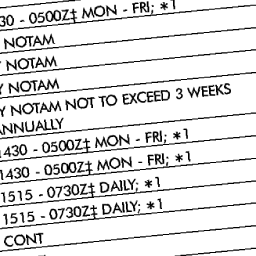 30 - 0500Z‡ MON - FRI; *1
NOTAM
Y NOTAM
Y NOTAM
Y NOTAM NOT TO EXCEED 3 WEEKS
ANNUALLY
1430 - 0500Z‡ MON - FRI; *1
1430 - 0500Z‡ MON - FRI; *1
1515 - 0730Z‡ DAILY; *1
1515 - 0730Z‡ DAILY; *1
CONT